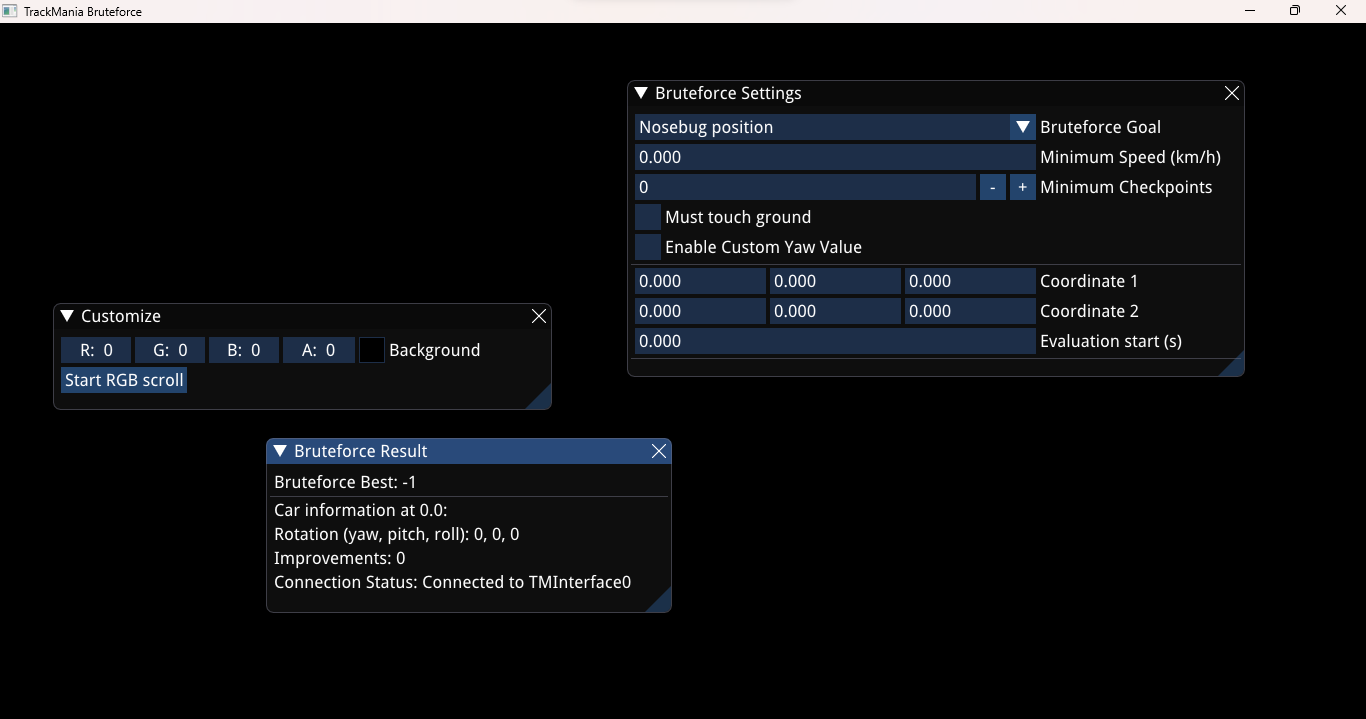 TrackMania Bruteforce
Bruteforce Settings
Nosebug position Bruteforce Goal
0.000 Minimum Speed (km/h)
0 - + Minimum Checkpoints
Must touch ground
Enable Custom Yaw Value
0.000 0.000 0.000 Coordinate 1
0.000 0.000 0.000 Coordinate 2
0.000 Evaluation start (s)
Customize
R: 0 G: 0 B: 0 A: 0 Background
Start RGB scroll
Bruteforce Result
Bruteforce Best: -1
Car information at 0.0:
Rotation (yaw, pitch, roll): 0, 0, 0
Improvements: 0
Connection Status: Connected to TMInterface0